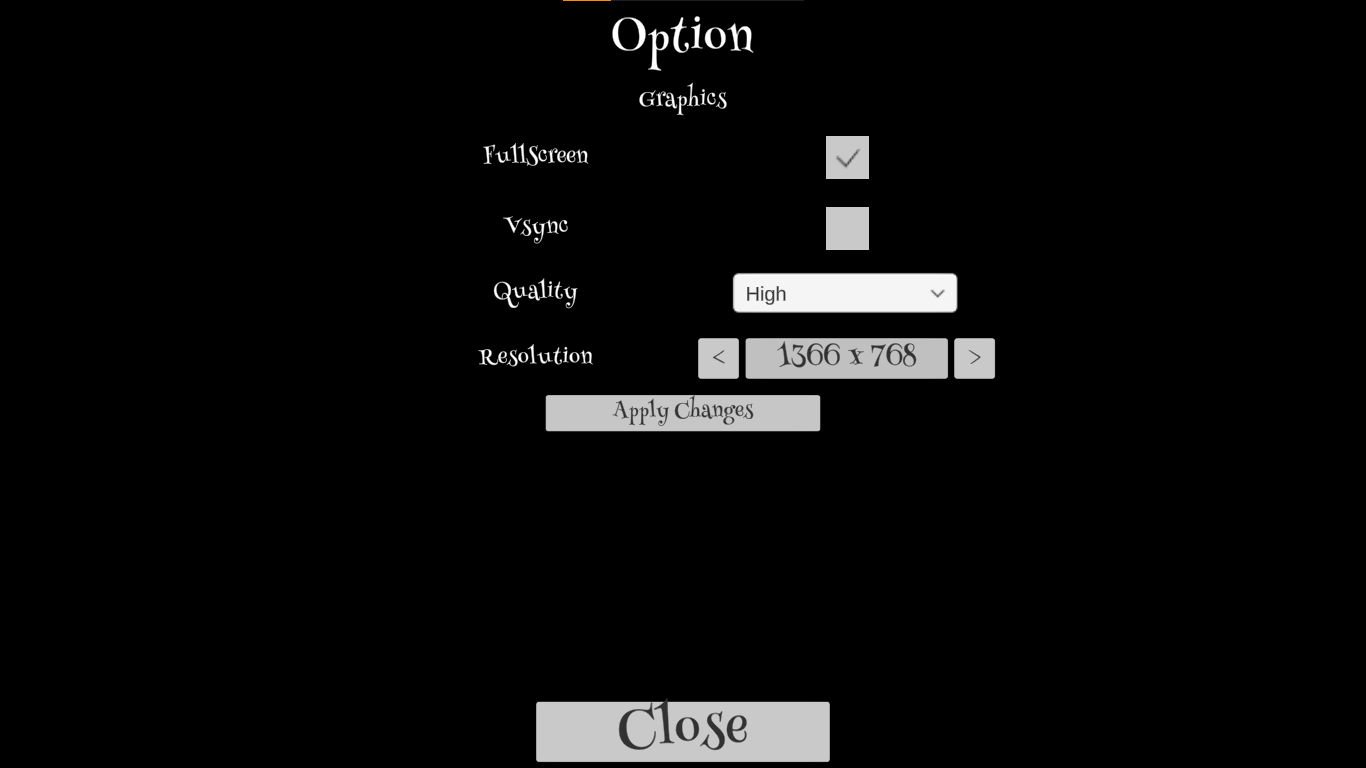 Option
Graphics
FullScreen
Vsync
Quality High
Resolution < 1366 x 768 >
Apply Changes
Close